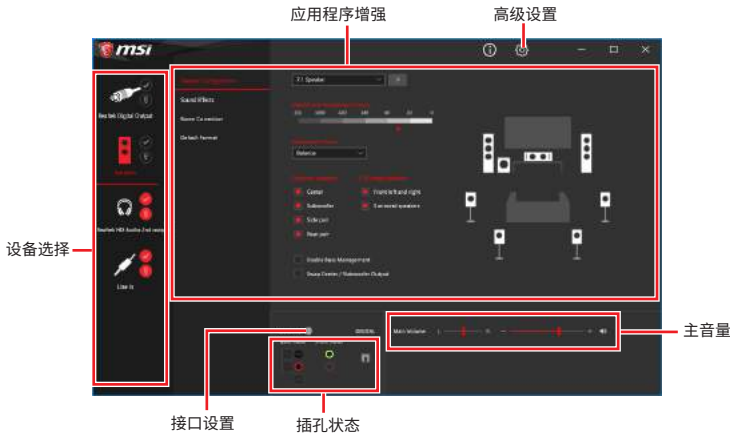 应用程序增强
高级设置
msi
Realtek Digital Output
Realtek HD Audio 2nd output
Line in
Speaker Configuration
Sound Effects
Room Correction
Default Format
7.1 Speaker
Balance
Center
Subwoofer
Side pair
Rear pair
Front left and right
Surround speakers
Enable Bass Management
Swap Center / Subwoofer Output
Main Volume
L
R
设备选择
主音量
接口设置
插孔状态